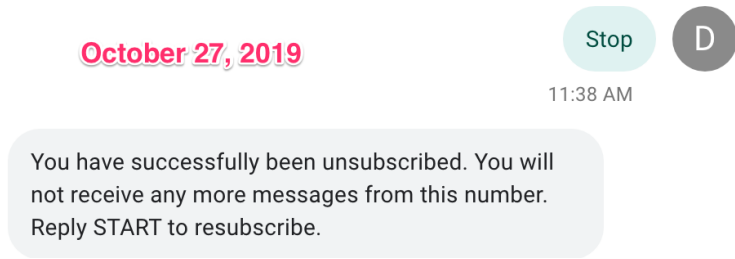 Stop
D
October 27, 2019
11:38 AM
You have successfully been unsubscribed. You will
not receive any more messages from this number.
Reply START to resubscribe.